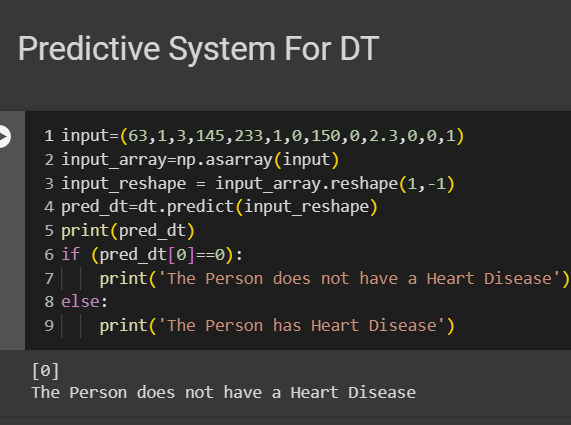 Predictive System For DT
1 input=(63,1,3,145,233,1,0,150,0,2.3,0,0,1)
2 input_array=np.asarray(input)
3 input_reshape = input_array.reshape(1,-1)
4 pred_dt=dt.predict(input_reshape)
5 print(pred_dt)
6 if (pred_dt[0]==0):
7     print('The Person does not have a Heart Disease')
8 else:
9     print('The Person has Heart Disease')
[0]
The Person does not have a Heart Disease